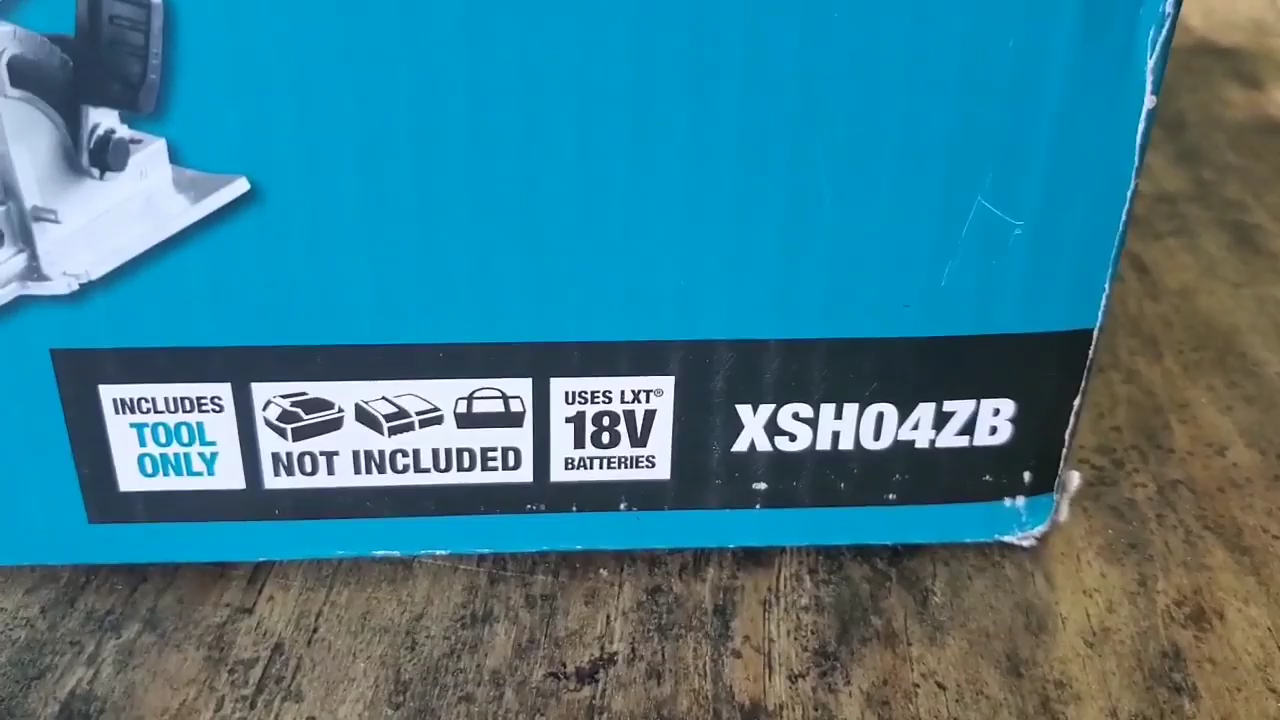 INCLUDES
TOOL
ONLY
NOT INCLUDED
USES LXT®
18V
BATTERIES
XSH04ZB